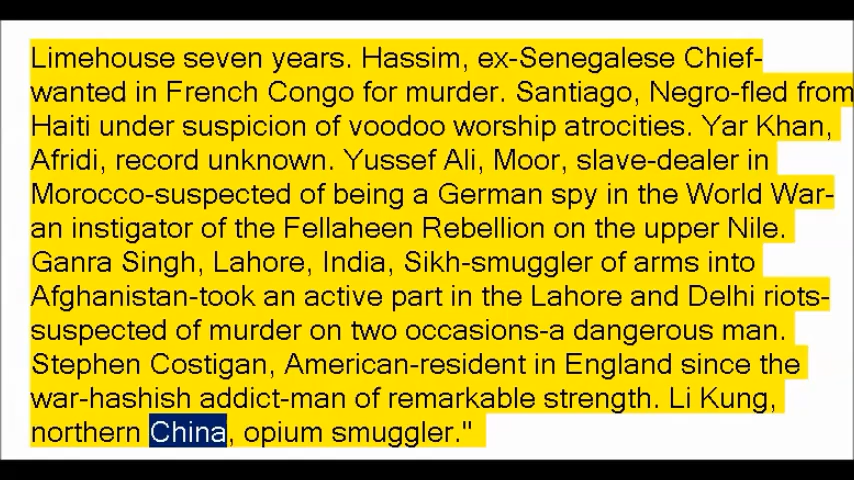 Limehouse seven years. Hassim, ex-Senegalese Chief-
wanted in French Congo for murder. Santiago, Negro-fled from
Haiti under suspicion of voodoo worship atrocities. Yar Khan,
Afridi, record unknown. Yussef Ali, Moor, slave-dealer in
Morocco-suspected of being a German spy in the World War-
an instigator of the Fellaheen Rebellion on the upper Nile.
Ganra Singh, Lahore, India, Sikh-smuggler of arms into
Afghanistan-took an active part in the Lahore and Delhi riots-
suspected of murder on two occasions-a dangerous man.
Stephen Costigan, American-resident in England since the
war-hashish addict-man of remarkable strength. Li Kung,
northern China, opium smuggler."